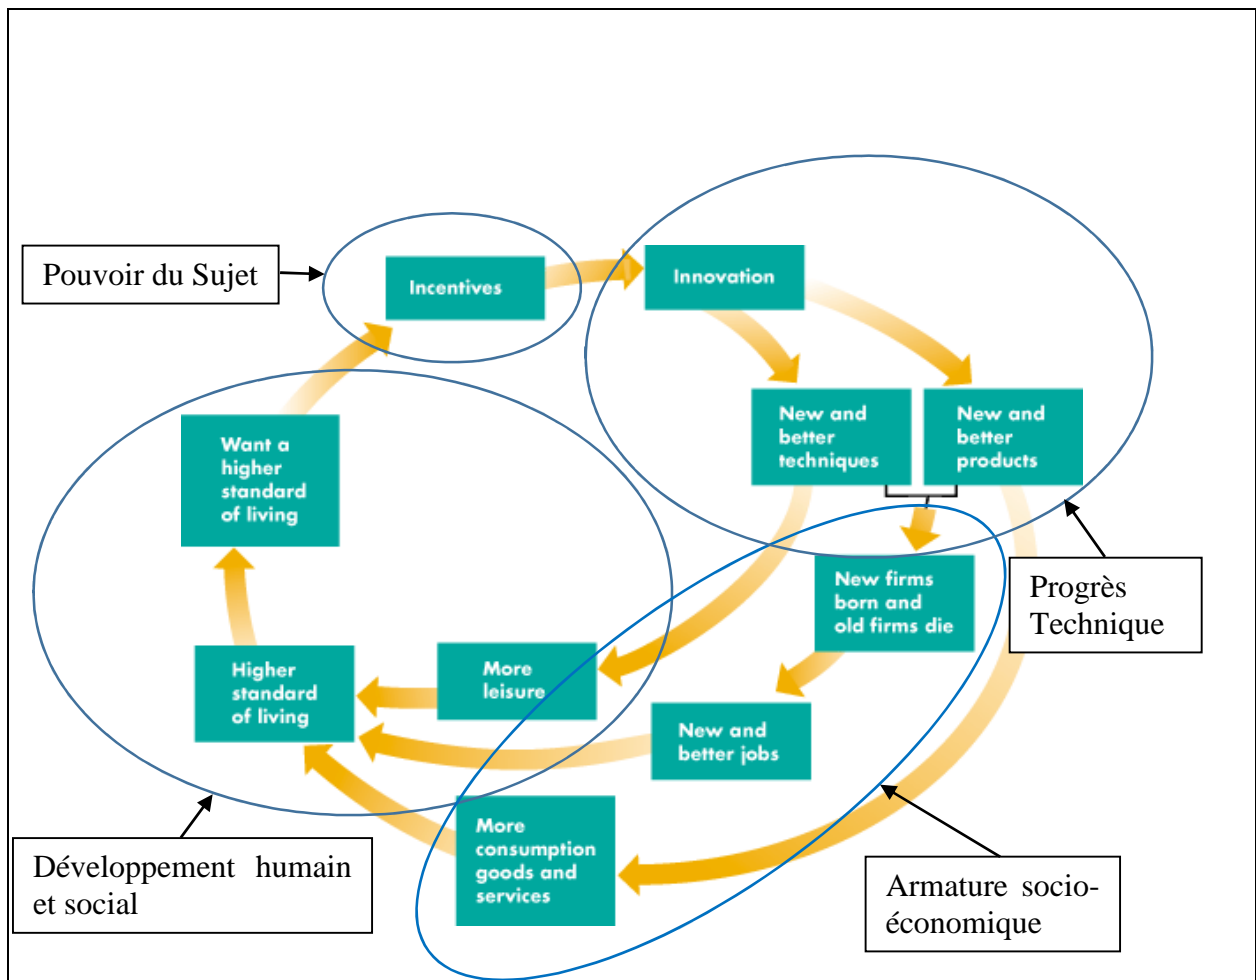 Pouvoir du Sujet
Incentives
Innovation
New and
better
techniques
New and
better
products
Want a
higher
standard
of living
New firms
born and
old firms die
Progrès
Technique
Higher
standard
of living
More
leisure
New and
better jobs
More
consumption
goods and
services
Développement humain
et social
Armature socio-
économique